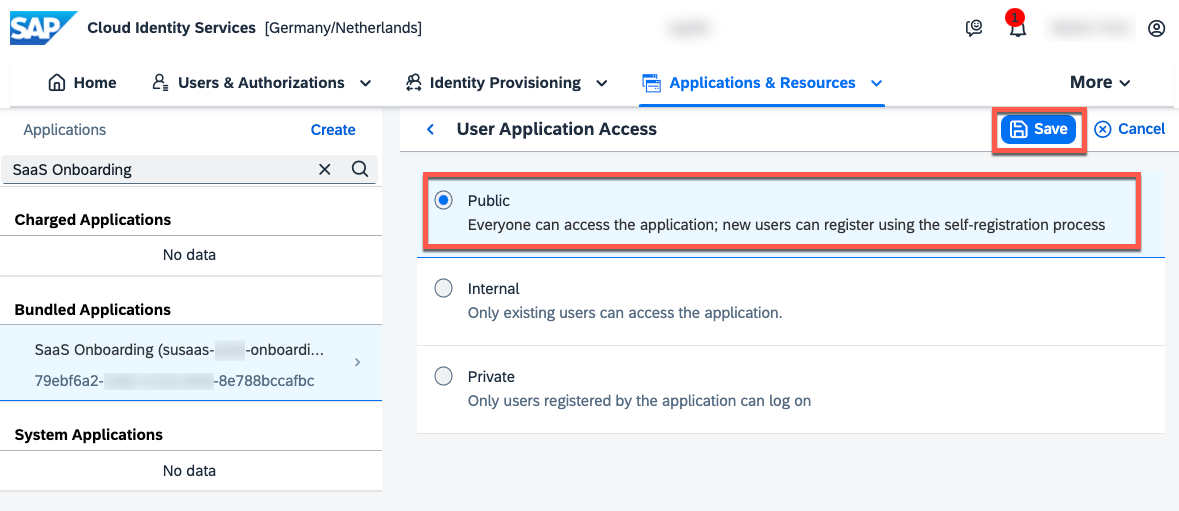 SAP Cloud Identity Services [Germany/Netherlands]
1
Home Users & Authorizations Identity Provisioning Applications & Resources More
Applications Create
SaaS Onboarding
Charged Applications
No data
Bundled Applications
SaaS Onboarding (susaas- -onboardi...
79ebf6a2- -8e788bccafbc
System Applications
No data
User Application Access Save Cancel
Public
Everyone can access the application; new users can register using the self-registration process
Internal
Only existing users can access the application.
Private
Only users registered by the application can log on